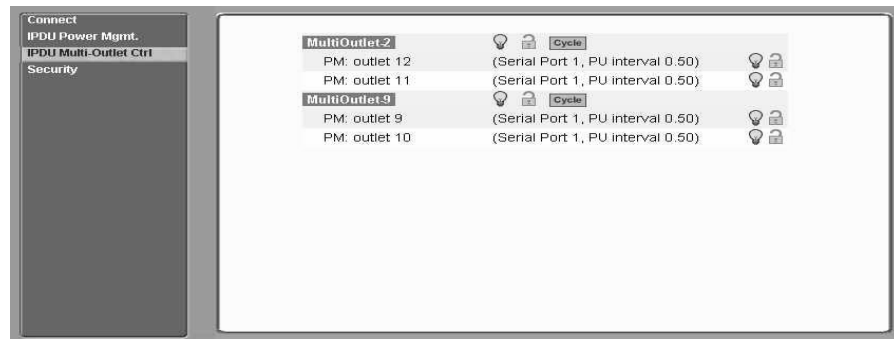 Connect
IPDU Power Mgmt.
IPDU Multi-Outlet Ctrl
Security
MultiOutlet-2 Cycle
PM: outlet 12 (Serial Port 1, PU interval 0.50)
PM: outlet 11 (Serial Port 1, PU interval 0.50)
MultiOutlet-9 Cycle
PM: outlet 9 (Serial Port 1, PU interval 0.50)
PM: outlet 10 (Serial Port 1, PU interval 0.50)